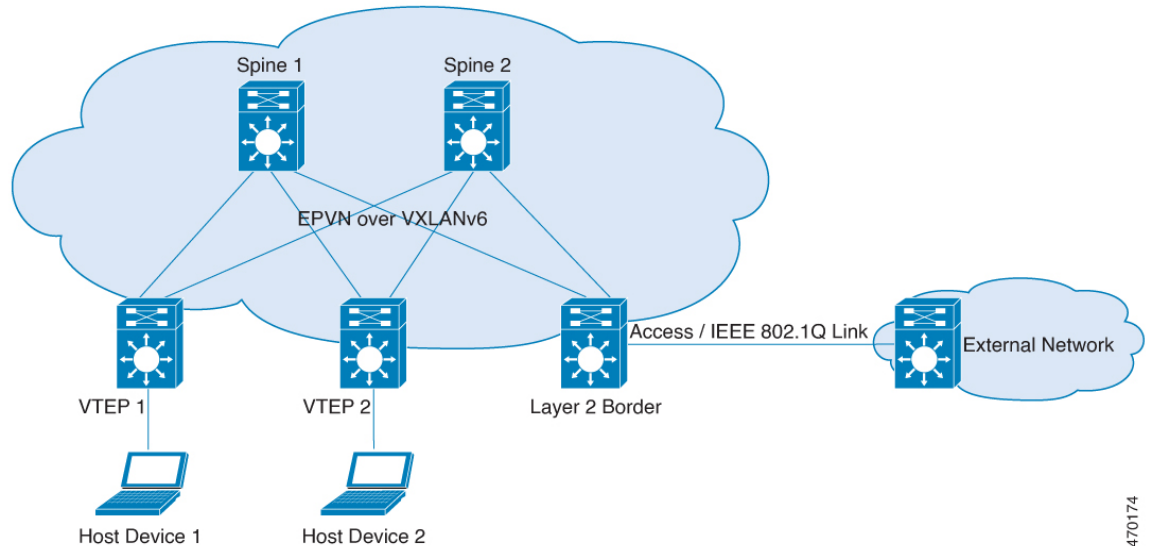 Spine 1
Spine 2
EPVN over VXLANv6
Access / IEEE 802.1Q Link
External Network
VTEP 1
VTEP 2
Layer 2 Border
Host Device 1
Host Device 2
470174